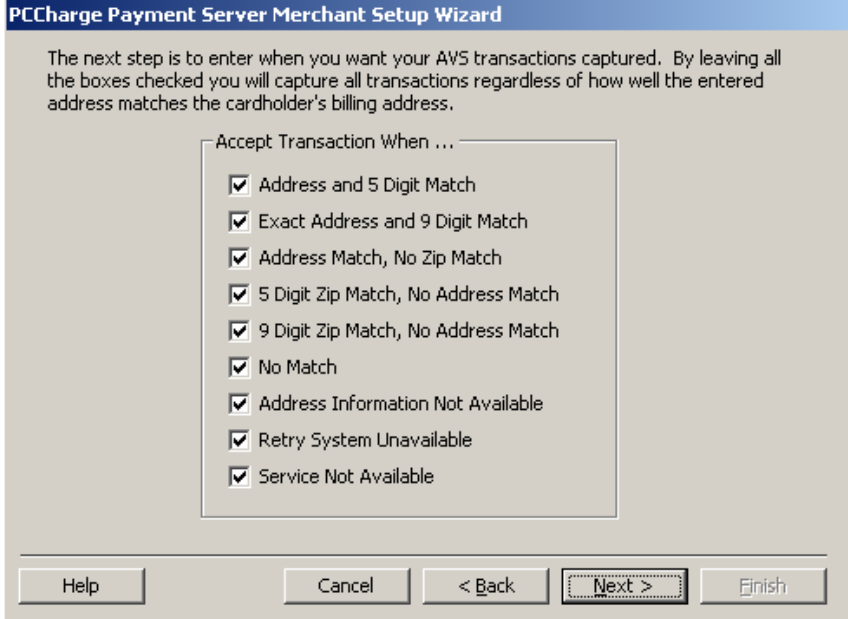 PCCharge Payment Server Merchant Setup Wizard
The next step is to enter when you want your AVS transactions captured. By leaving all
the boxes checked you will capture all transactions regardless of how well the entered
address matches the cardholder's billing address.
Accept Transaction When ...
Address and 5 Digit Match
Exact Address and 9 Digit Match
Address Match, No Zip Match
5 Digit Zip Match, No Address Match
9 Digit Zip Match, No Address Match
No Match
Address Information Not Available
Retry System Unavailable
Service Not Available
Help Cancel < Back Next > Finish